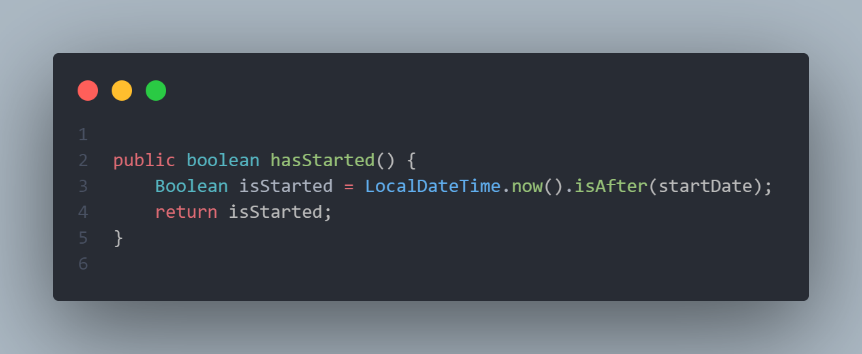 1
2 public boolean hasStarted() {
3     Boolean isStarted = LocalDateTime.now().isAfter(startDate);
4     return isStarted;
5 }
6